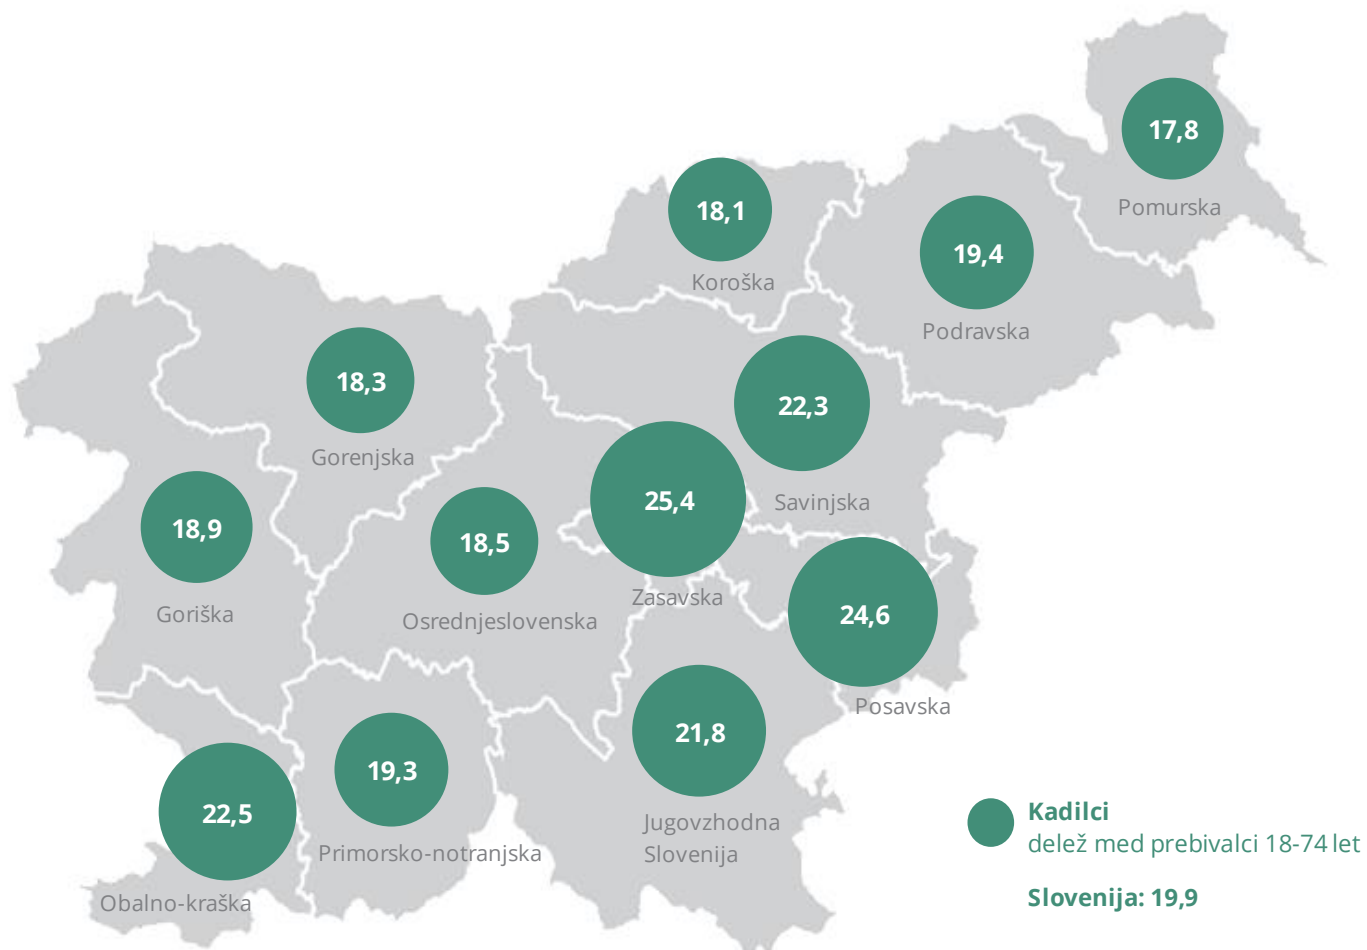 17,8
Pomurska
18,1
Koroška
19,4
Podravska
18,3
Gorenjska
22,3
Savinjska
25,4
Zasavska
18,9
Goriška
18,5
Osrednjeslovenska
24,6
Posavska
21,8
Jugovzhodna
Slovenija
19,3
Primorsko-notranjska
22,5
Obalno-kraška
Kadilci
delež med prebivalci 18-74 let
Slovenija: 19,9